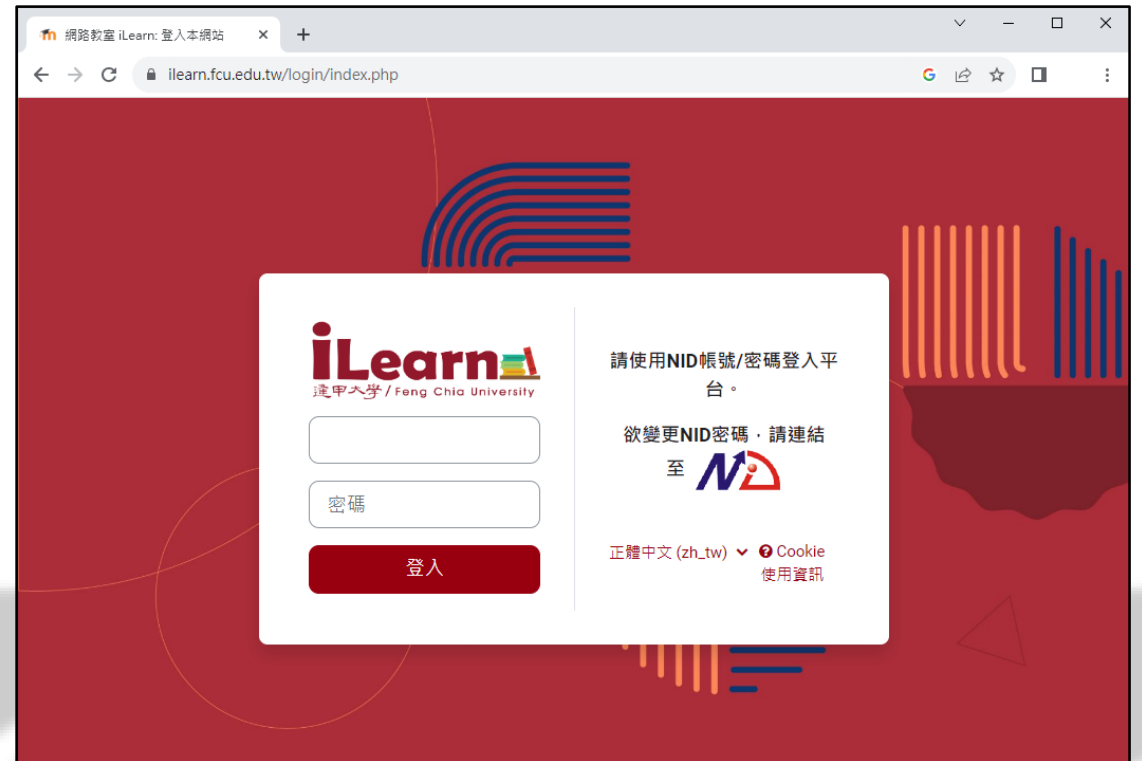 網路教室 iLearn: 登入本網站
ilearn.fcu.edu.tw/login/index.php
iLearn
逢甲大学/Feng Chia University
密碼
登入
請使用NID帳號/密碼登入平
台。
欲變更NID密碼，請連結
至 NiD
正體中文 (zh_tw)
Cookie
使用資訊